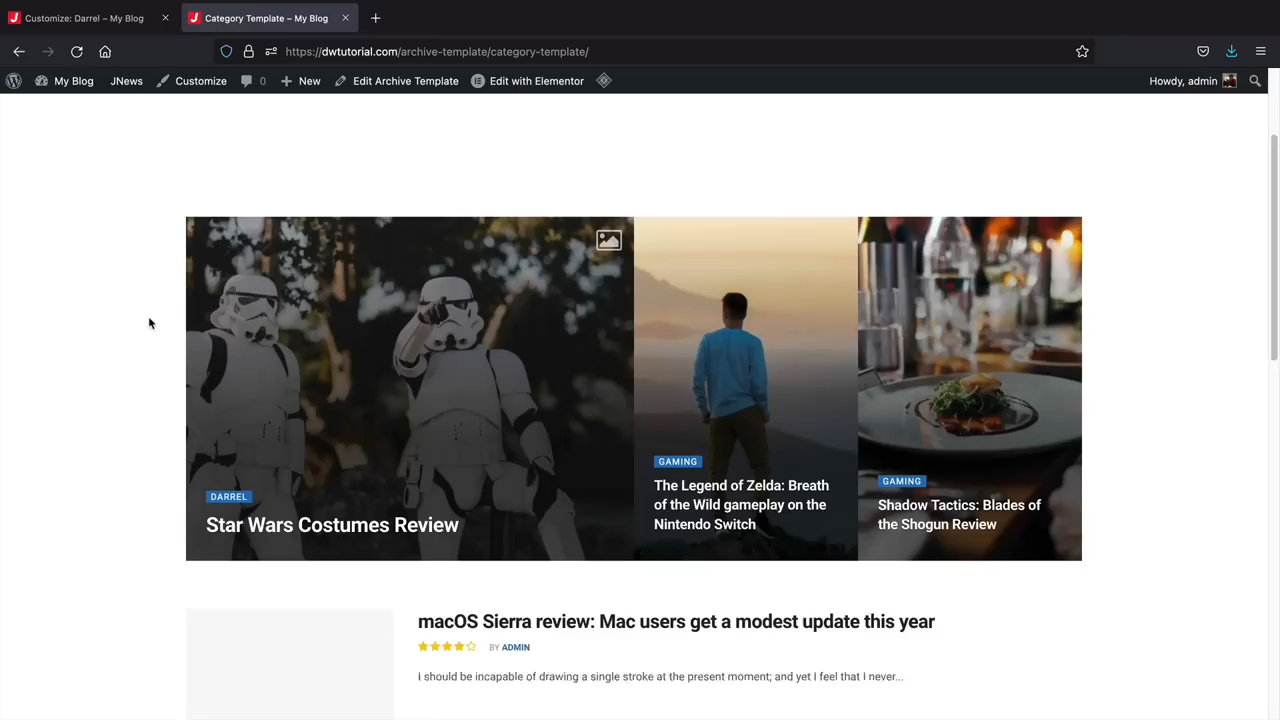 Customize: Darrel – My Blog
Category Template – My Blog
https://dwtutorial.com/archive-template/category-template/
My Blog
JNews
Customize
0
New
Edit Archive Template
Edit with Elementor
Howdy, admin
DARREL
Star Wars Costumes Review
GAMING
The Legend of Zelda: Breath
of the Wild gameplay on the
Nintendo Switch
GAMING
Shadow Tactics: Blades of
the Shogun Review
macOS Sierra review: Mac users get a modest update this year
BY ADMIN
I should be incapable of drawing a single stroke at the present moment; and yet I feel that I never...